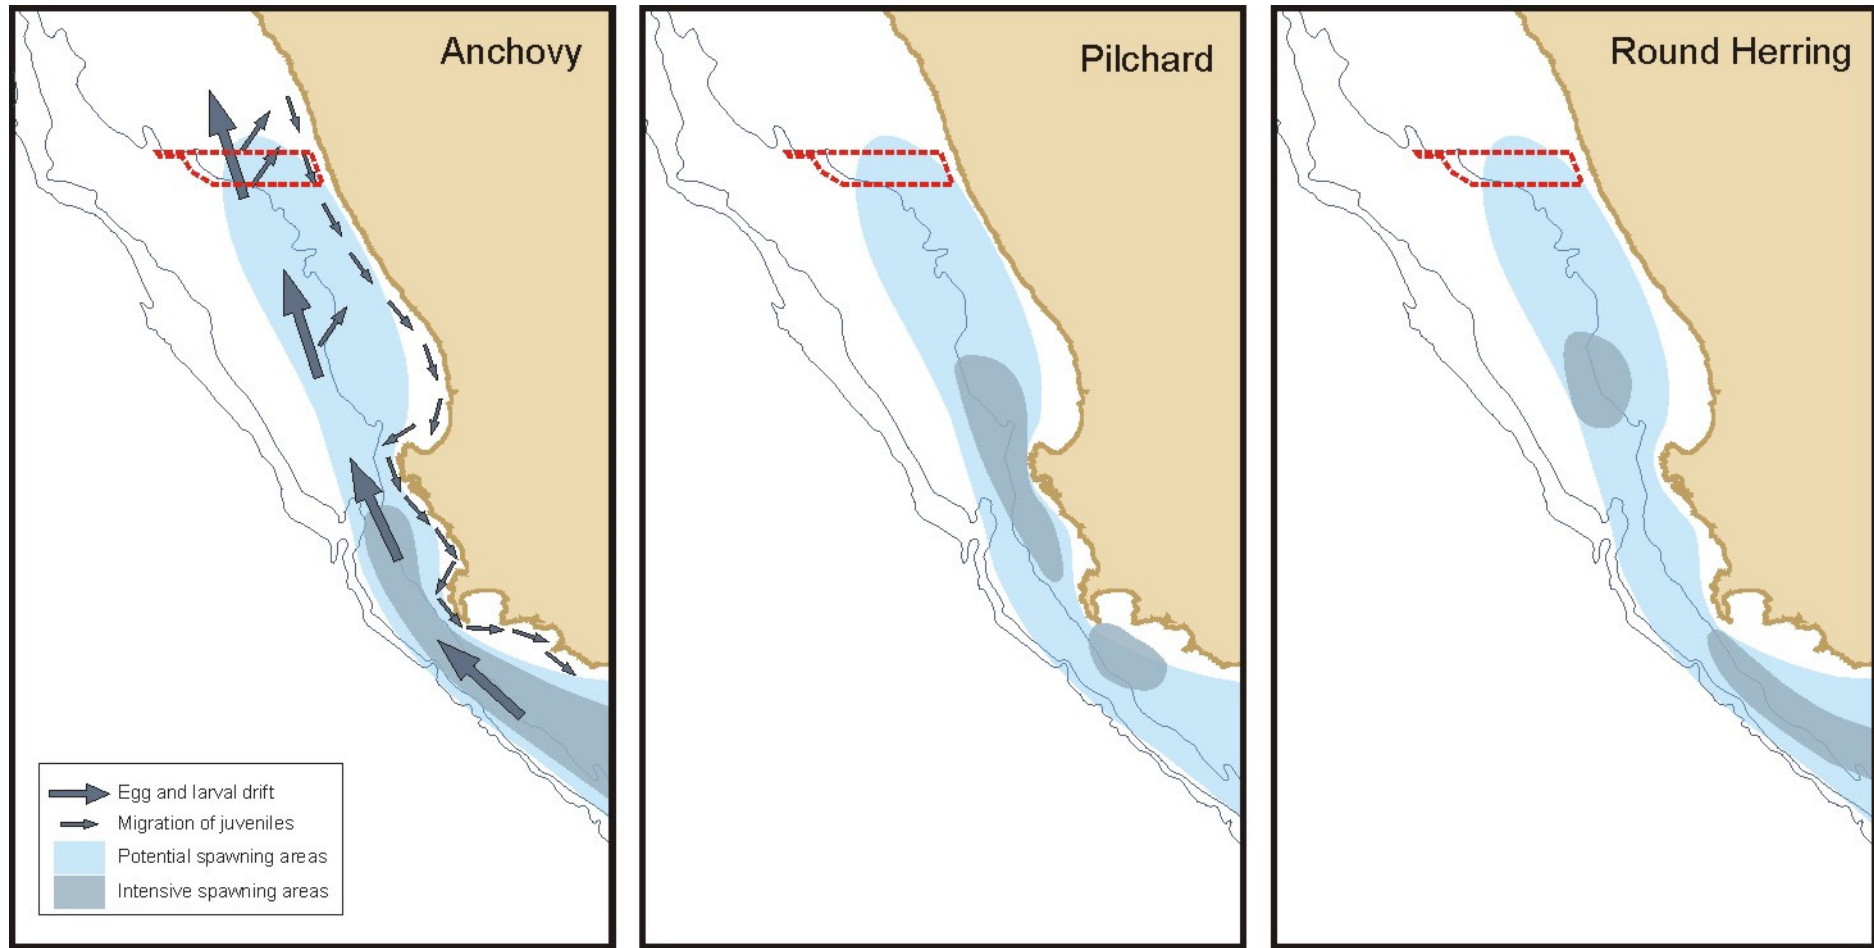 Anchovy
Pilchard
Round Herring
Egg and larval drift
Migration of juveniles
Potential spawning areas
Intensive spawning areas